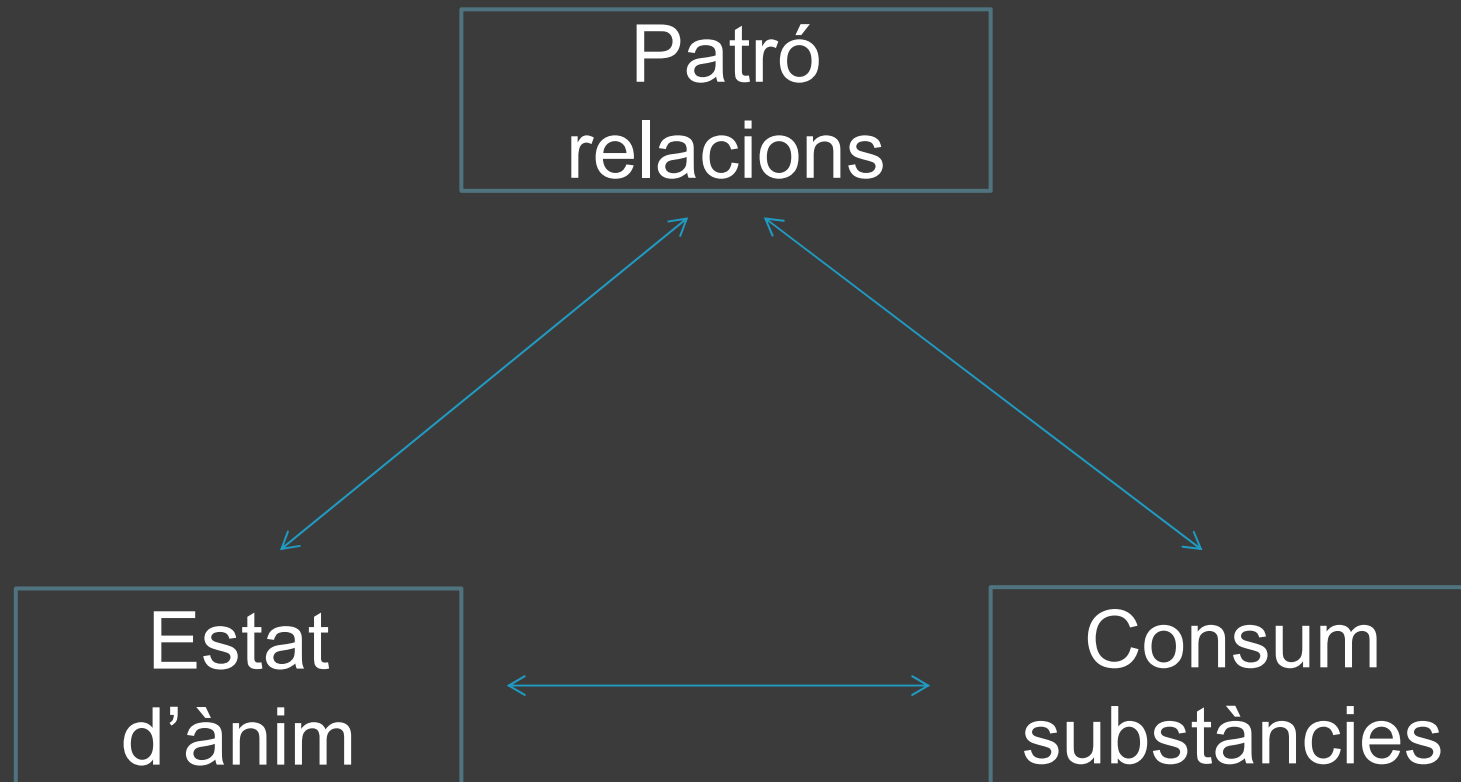 Patró
relacions
Estat
d’ànim
Consum
substàncies